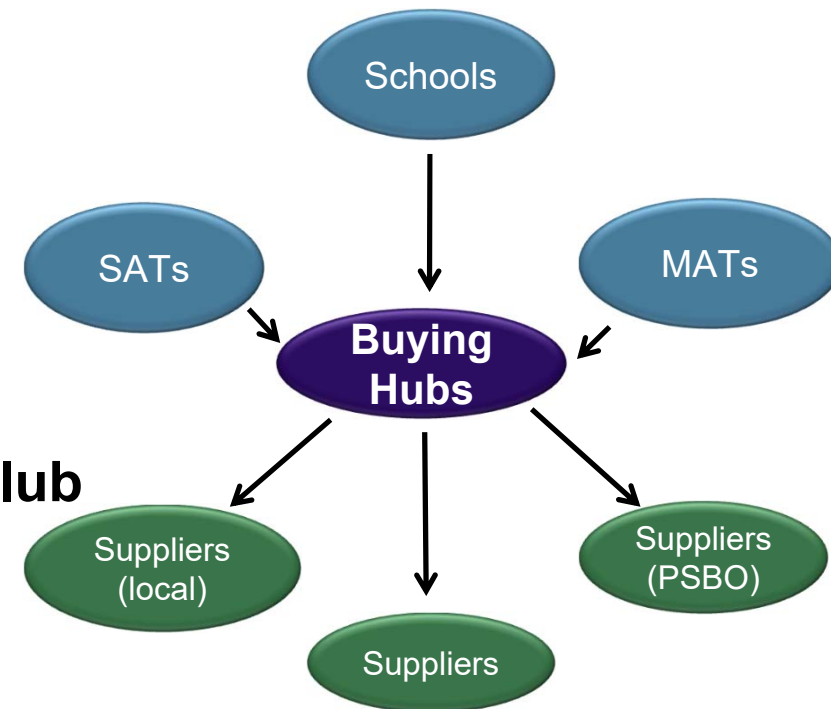 Schools
SATs
MATs
Buying
Hubs
lub
Suppliers
(local)
Suppliers
(PSBO)
Suppliers